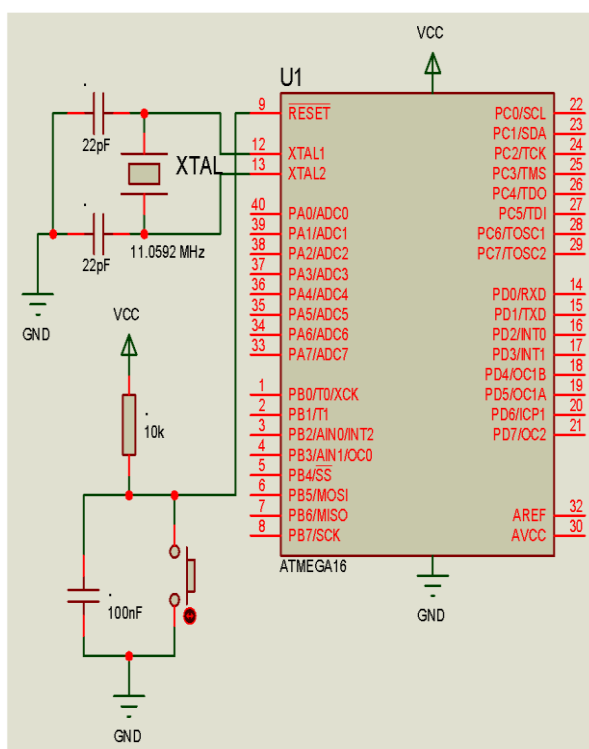 VCC
U1
22pF
XTAL
22pF
11.0592 MHz
GND
VCC
10k
100nF
GND
9 RESET
12 XTAL1
13 XTAL2
40 PA0/ADC0
39 PA1/ADC1
38 PA2/ADC2
37 PA3/ADC3
36 PA4/ADC4
35 PA5/ADC5
34 PA6/ADC6
33 PA7/ADC7
1 PB0/T0/XCK
2 PB1/T1
3 PB2/AIN0/INT2
4 PB3/AIN1/OC0
5 PB4/SS
6 PB5/MOSI
7 PB6/MISO
8 PB7/SCK
PC0/SCL 22
PC1/SDA 23
PC2/TCK 24
PC3/TMS 25
PC4/TDO 26
PC5/TDI 27
PC6/TOSC1 28
PC7/TOSC2 29
PD0/RXD 14
PD1/TXD 15
PD2/INT0 16
PD3/INT1 17
PD4/OC1B 18
PD5/OC1A 19
PD6/ICP1 20
PD7/OC2 21
AREF 32
AVCC 30
ATMEGA16
GND